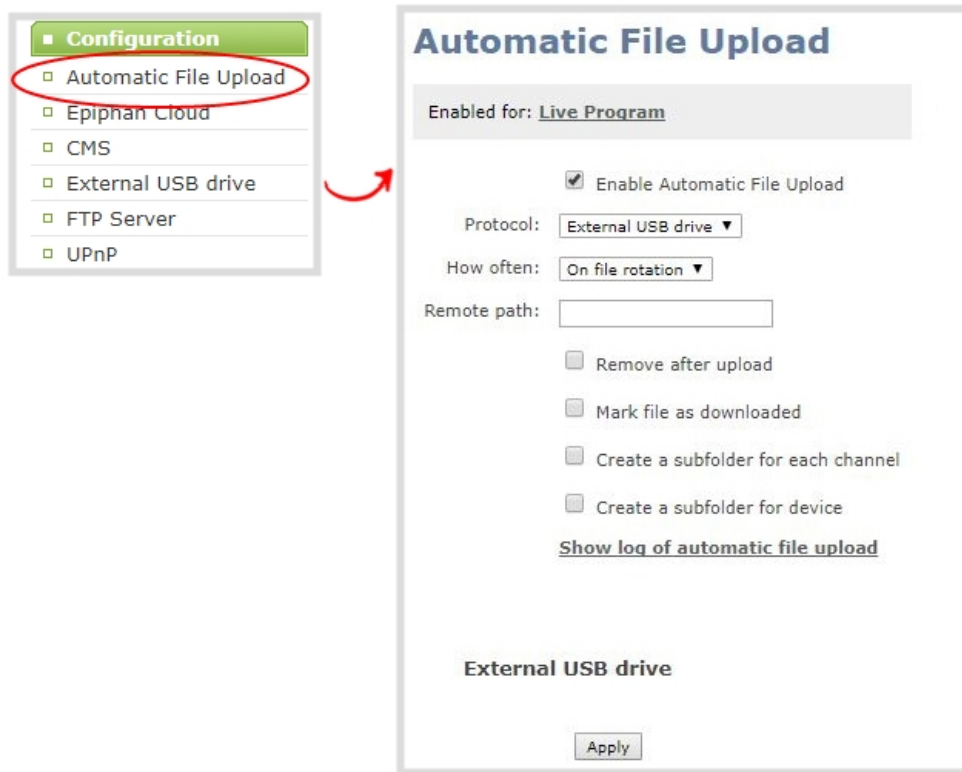 Configuration
Automatic File Upload
Epiphan Cloud
CMS
External USB drive
FTP Server
UPnP
Automatic File Upload
Enabled for: Live Program
Enable Automatic File Upload
Protocol: External USB drive
How often: On file rotation
Remote path:
Remove after upload
Mark file as downloaded
Create a subfolder for each channel
Create a subfolder for device
Show log of automatic file upload
External USB drive
Apply